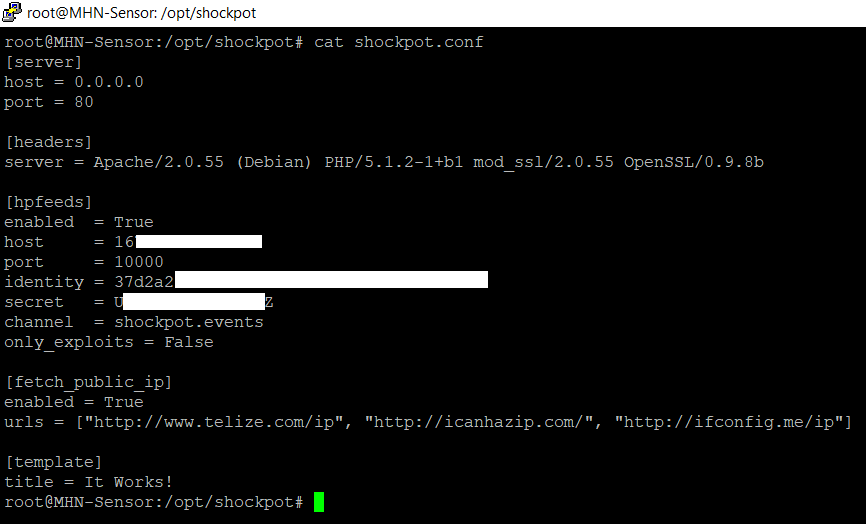 root@MHN-Sensor: /opt/shockpot
root@MHN-Sensor:/opt/shockpot# cat shockpot.conf
[server]
host = 0.0.0.0
port = 80
[headers]
server = Apache/2.0.55 (Debian) PHP/5.1.2-1+b1 mod_ssl/2.0.55 OpenSSL/0.9.8b
[hpfeeds]
enabled  = True
host     = 16
port     = 10000
identity = 37d2a2
secret   = U Z
channel  = shockpot.events
only_exploits = False
[fetch_public_ip]
enabled = True
urls = ["http://www.telize.com/ip", "http://icanhazip.com/", "http://ifconfig.me/ip"]
[template]
title = It Works!
root@MHN-Sensor:/opt/shockpot#